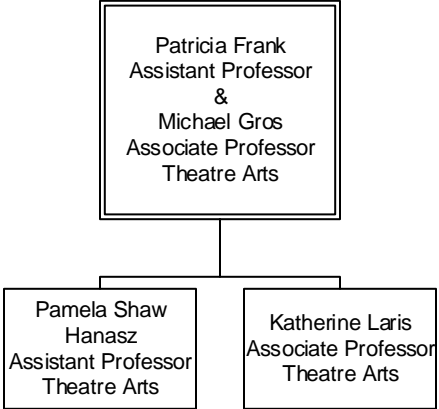 Patricia Frank
Assistant Professor
&
Michael Gros
Associate Professor
Theatre Arts
Pamela Shaw
Hanasz
Assistant Professor
Theatre Arts
Katherine Laris
Associate Professor
Theatre Arts